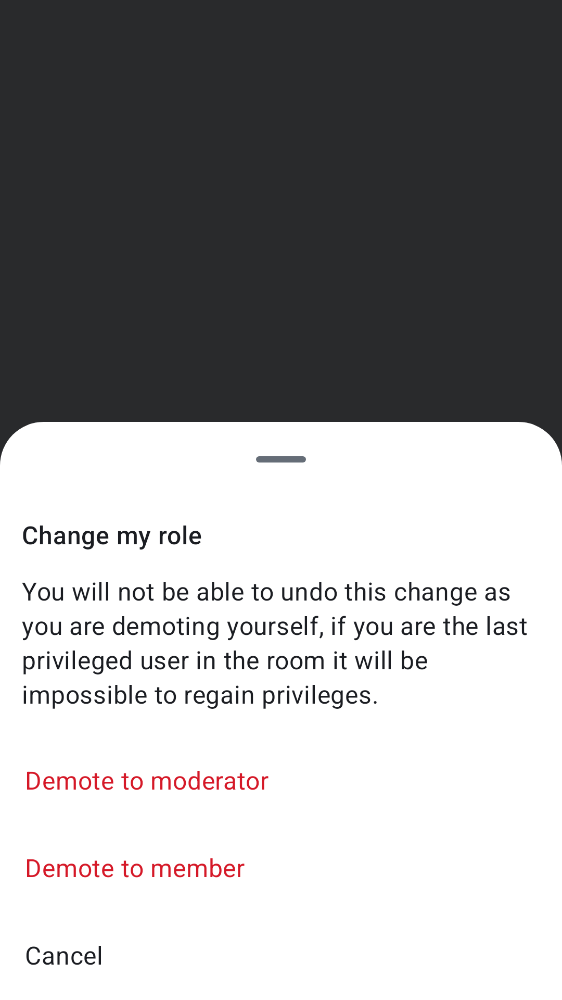 Change my role
You will not be able to undo this change as
you are demoting yourself, if you are the last
privileged user in the room it will be
impossible to regain privileges.
Demote to moderator
Demote to member
Cancel